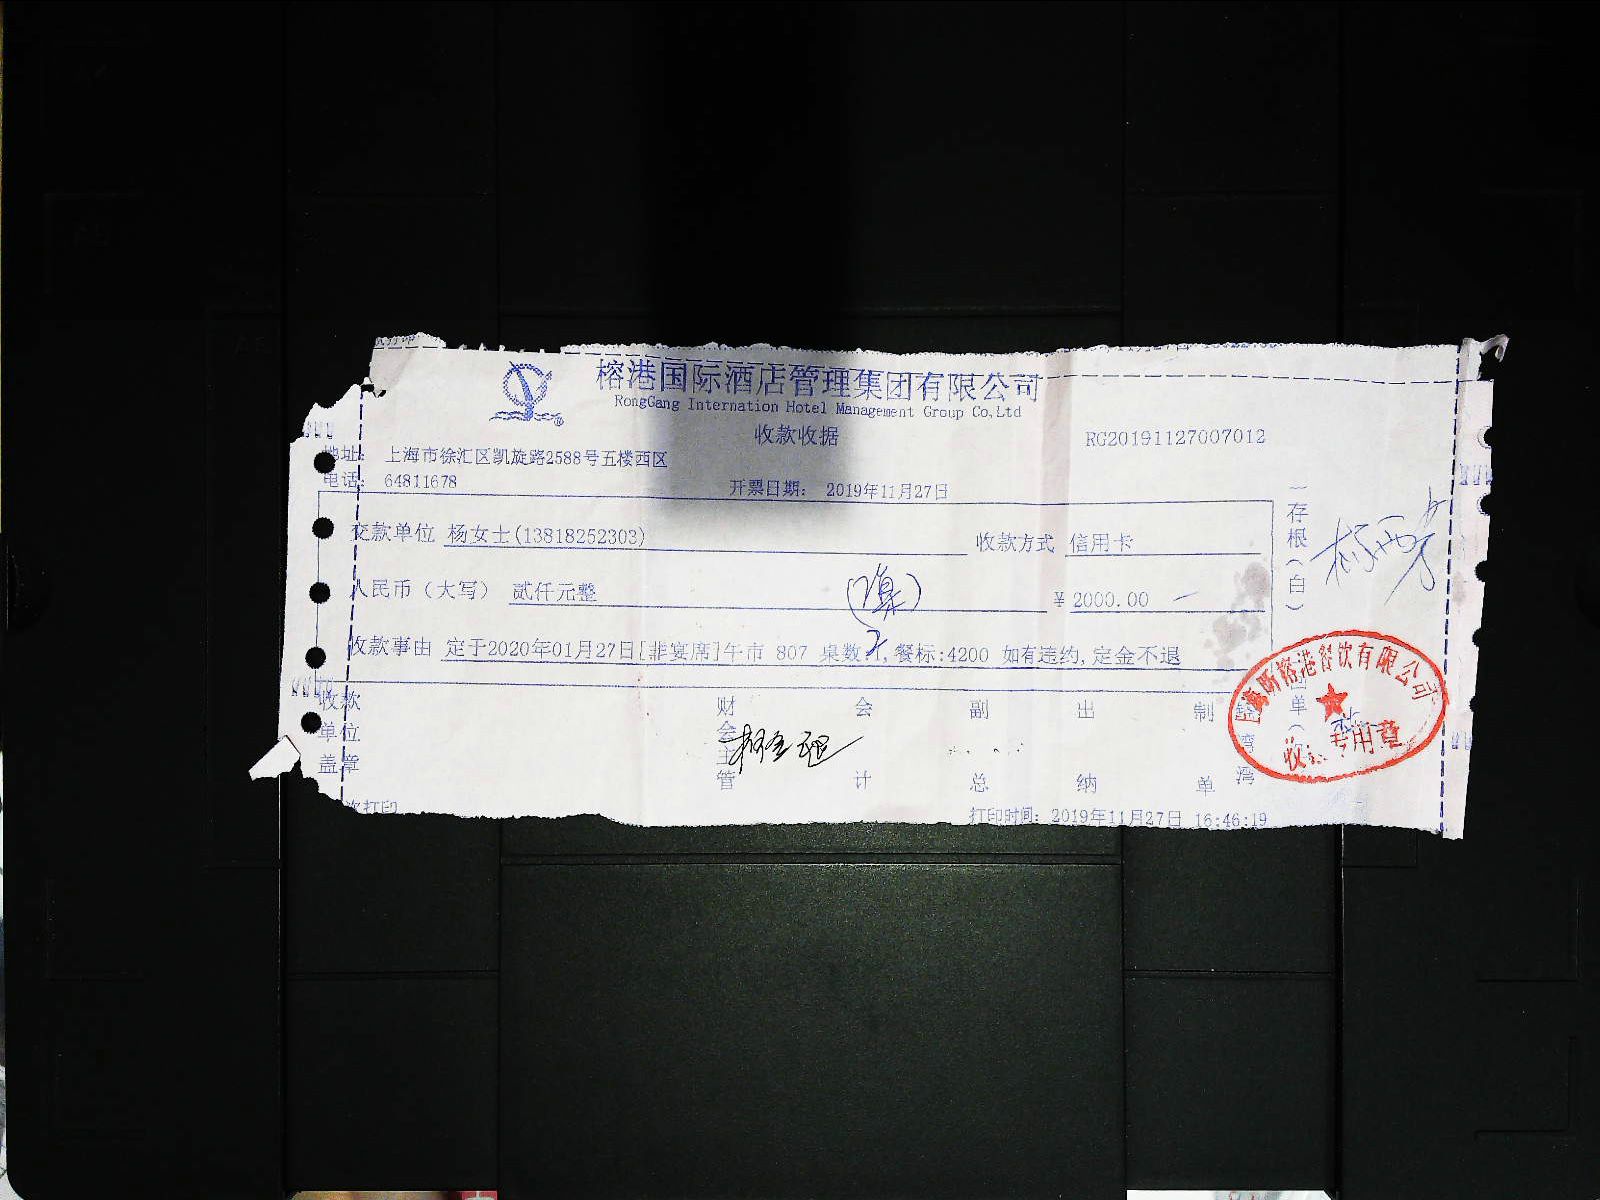 榕港国际酒店管理集团有限公司
RongGang Internation Hotel Management Group Co,Ltd
收款收据
RG20191127007012
地址: 上海市徐汇区凯旋路2588号五楼西区
电话: 64811678
开票日期: 2019年11月27日
交款单位 杨女士(13818252303) 收款方式 信用卡
人民币（大写） 贰仟元整 ¥ 2000.00
收款事由 定于2020年01月27日[非宴席]午市 807 桌数:1,餐标:4200 如有违约,定金不退
一存根(白)
收款单位盖章
财会主管
会计
副总
出纳
制单
榕港餐饮有限公司
专用章
次打印
打印时间: 2019年11月27日 16:46:19